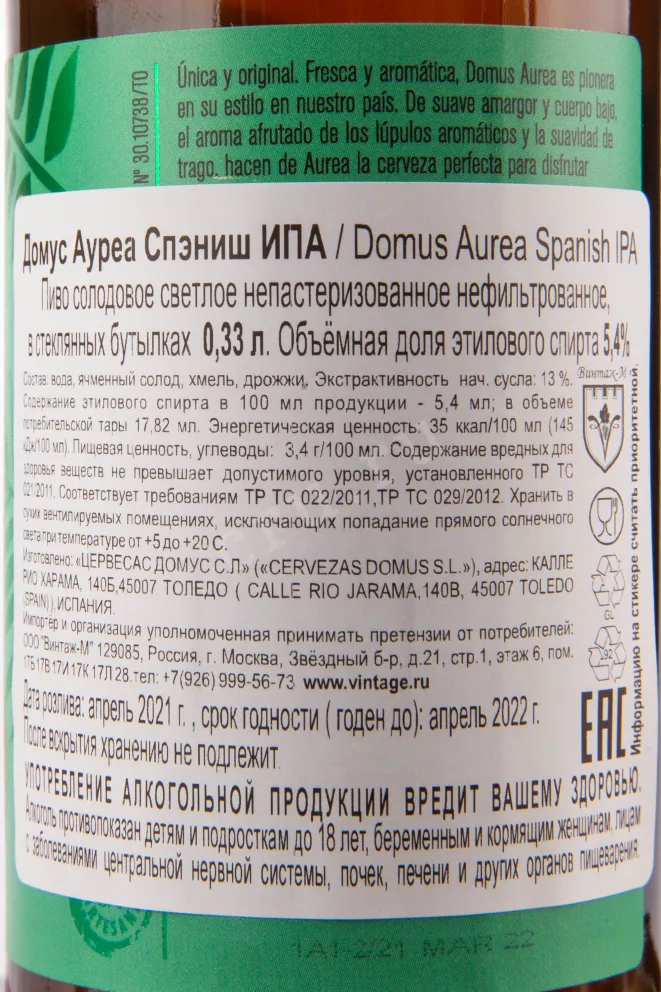 Única y original. Fresca y aromática, Domus Aurea es pionera
en su estilo en nuestro país. De suave amargor y cuerpo bajo,
el aroma afrutado de los lúpulos aromáticos y la suavidad de
trago, hacen de Aurea la cerveza perfecta para disfrutar
Nº 30.10738/TO
Домус Ауреа Спэниш ИПА / Domus Aurea Spanish IPA
Пиво солодовое светлое непастеризованное нефильтрованное,
в стеклянных бутылках 0,33 л. Объёмная доля этилового спирта 5,4%
Состав: вода, ячменный солод, хмель, дрожжи. Экстрактивность нач. сусла: 13 %.
Содержание этилового спирта в 100 мл продукции - 5,4 мл; в объеме
потребительской тары 17,82 мл. Энергетическая ценность: 35 ккал/100 мл (145
кДж/100 мл). Пищевая ценность, углеводы: 3,4 г/100 мл. Содержание вредных для
здоровья веществ не превышает допустимого уровня, установленного ТР ТС
021/2011. Соответствует требованиям ТР ТС 022/2011,ТР ТС 029/2012. Хранить в
сухих вентилируемых помещениях, исключающих попадание прямого солнечного
света при температуре от +5 до +20 С.
Изготовлено: «ЦЕРВЕСАС ДОМУС С.Л» («CERVEZAS DOMUS S.L.»), адрес: КАЛЛЕ
РИО ХАРАМА, 140Б,45007 ТОЛЕДО ( CALLE RIO JARAMA,140B, 45007 TOLEDO
(SPAIN) ), ИСПАНИЯ.
Импортёр и организация уполномоченная принимать претензии от потребителей:
ООО "Винтаж-М" 129085, Россия, г. Москва, Звёздный б-р, д.21, стр.1, этаж 6, пом.
17Б 17В 17И 17К 17Л 28. тел: +7(926) 999-56-73 www.vintage.ru
Дата розлива: апрель 2021 г. , срок годности ( годен до): апрель 2022 г.
После вскрытия хранению не подлежит.
УПОТРЕБЛЕНИЕ АЛКОГОЛЬНОЙ ПРОДУКЦИИ ВРЕДИТ ВАШЕМУ ЗДОРОВЬЮ.
Алкоголь противопоказан детям и подросткам до 18 лет, беременным и кормящим женщинам, лицам
с заболеваниями центральной нервной системы, почек, печени и других органов пищеварения.
Винтаж-М
GL
92
EAC
Информацию на стикере считать приоритетной.
1A1-2/21 MAR 22